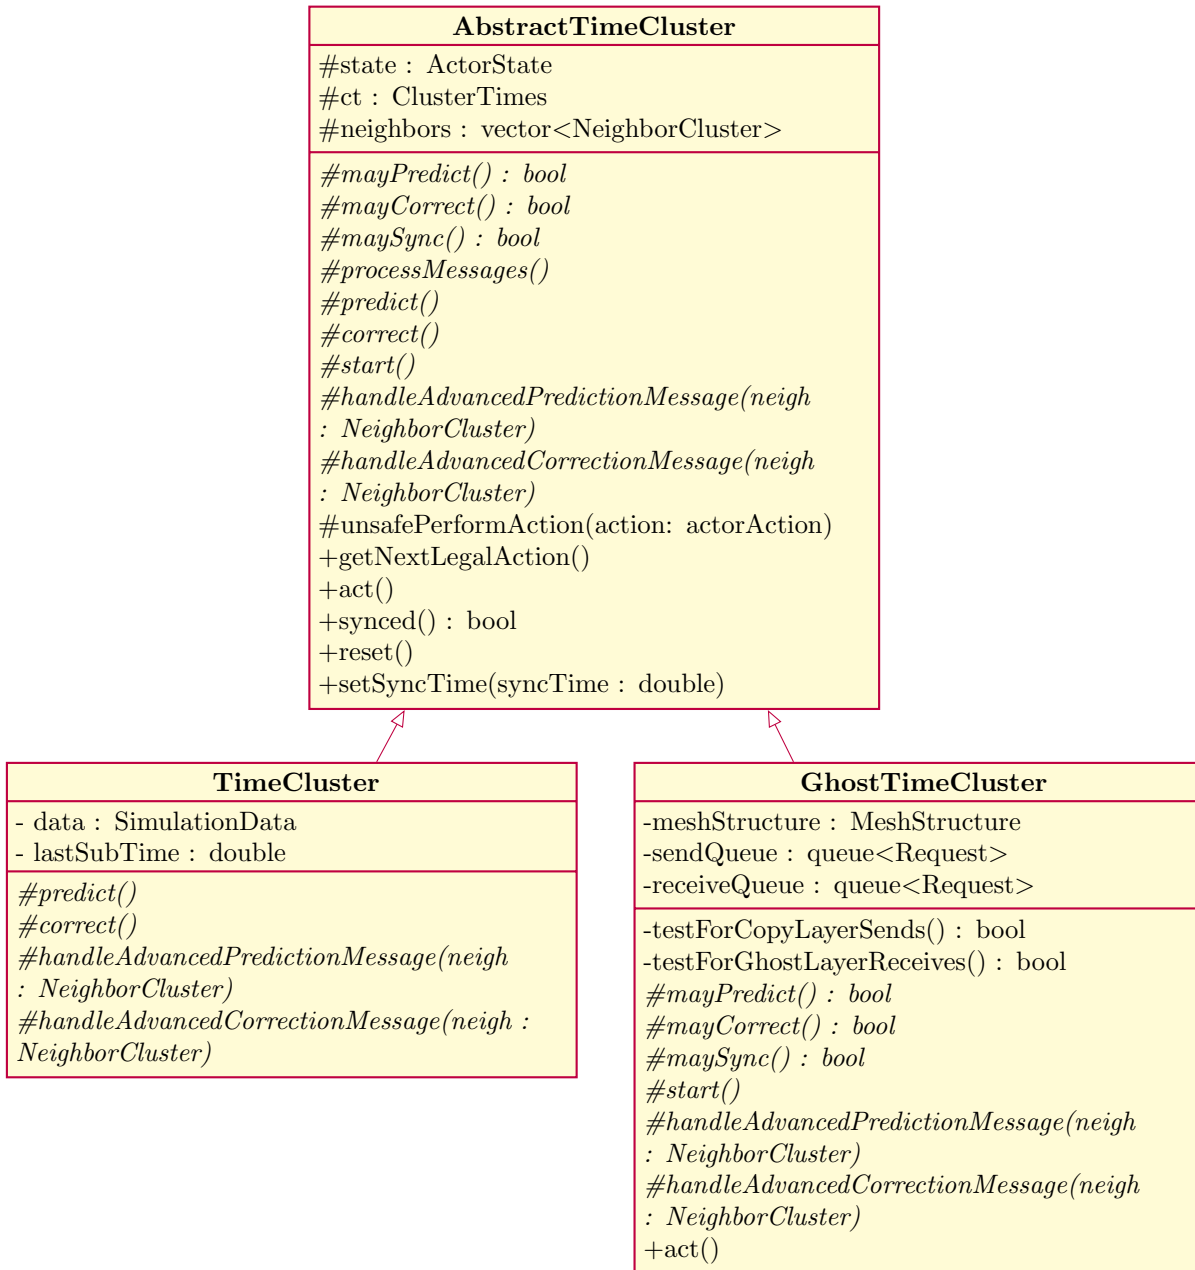 AbstractTimeCluster
#state : ActorState
#ct : ClusterTimes
#neighbors : vector<NeighborCluster>
#mayPredict() : bool
#mayCorrect() : bool
#maySync() : bool
#processMessages()
#predict()
#correct()
#start()
#handleAdvancedPredictionMessage(neigh
: NeighborCluster)
#handleAdvancedCorrectionMessage(neigh
: NeighborCluster)
#unsafePerformAction(action: actorAction)
+getNextLegalAction()
+act()
+synced() : bool
+reset()
+setSyncTime(syncTime : double)
TimeCluster
- data : SimulationData
- lastSubTime : double
#predict()
#correct()
#handleAdvancedPredictionMessage(neigh
: NeighborCluster)
#handleAdvancedCorrectionMessage(neigh :
NeighborCluster)
GhostTimeCluster
-meshStructure : MeshStructure
-sendQueue : queue<Request>
-receiveQueue : queue<Request>
-testForCopyLayerSends() : bool
-testForGhostLayerReceives() : bool
#mayPredict() : bool
#mayCorrect() : bool
#maySync() : bool
#start()
#handleAdvancedPredictionMessage(neigh
: NeighborCluster)
#handleAdvancedCorrectionMessage(neigh
: NeighborCluster)
+act()